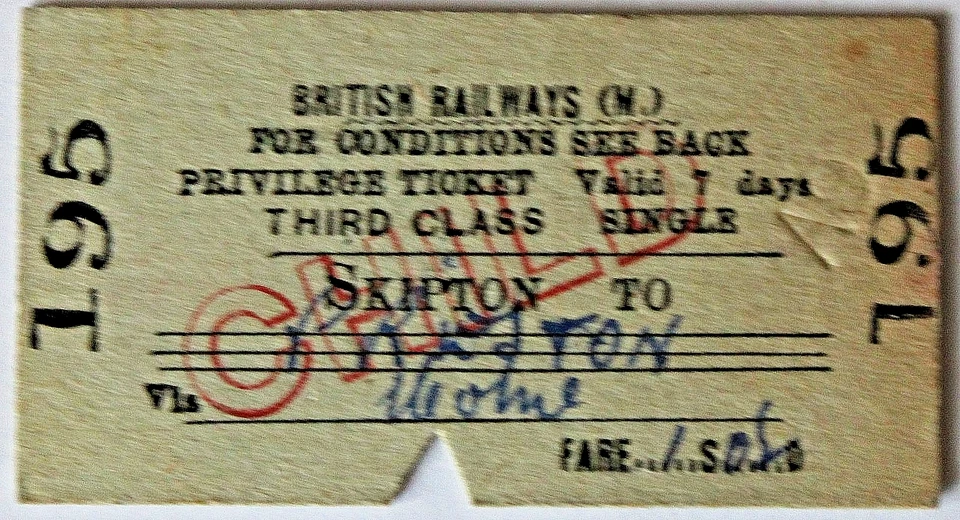 195
BRITISH RAILWAYS (M.)
FOR CONDITIONS SEE BACK
PRIVILEGE TICKET Valid 7 days
THIRD CLASS SINGLE
CHILD
SKIPTON TO
Via
FARE
195